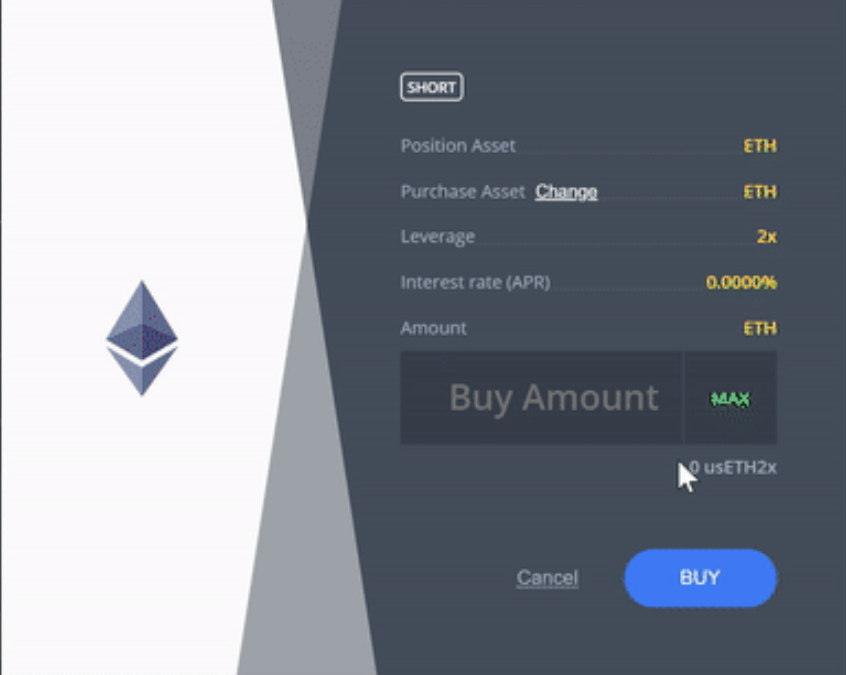 SHORT
Position Asset ETH
Purchase Asset Change ETH
Leverage 2x
Interest rate (APR) 0.0000%
Amount ETH
Buy Amount MAX
0 usETH2x
Cancel BUY